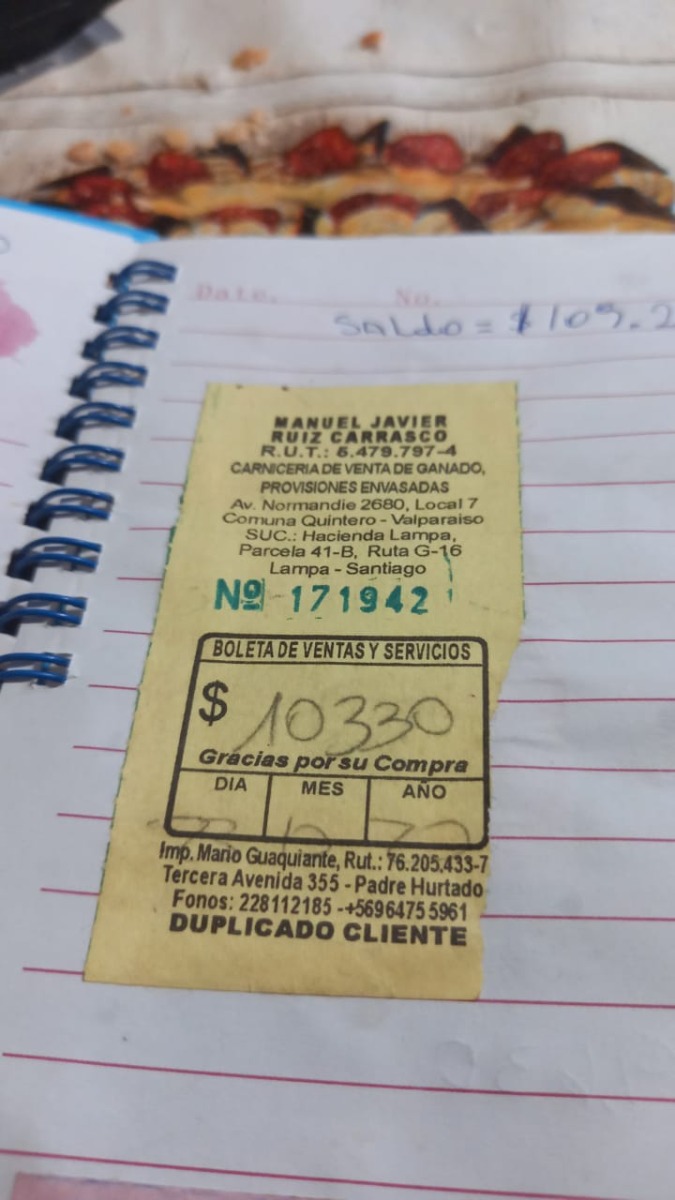 Date. No.
SALDO = $109.2
MANUEL JAVIER
RUIZ CARRASCO
R.U.T.: 6.479.797-4
CARNICERIA DE VENTA DE GANADO,
PROVISIONES ENVASADAS
Av. Normandie 2680, Local 7
Comuna Quintero - Valparaiso
SUC.: Hacienda Lampa,
Parcela 41-B, Ruta G-16
Lampa - Santiago
Nº 171942
BOLETA DE VENTAS Y SERVICIOS
$ 10330
Gracias por su Compra
DIA MES AÑO
Imp. Mario Guaquiante, Rut.: 76.205.433-7
Tercera Avenida 355 - Padre Hurtado
Fonos: 228112185 -+56964755961
DUPLICADO CLIENTE